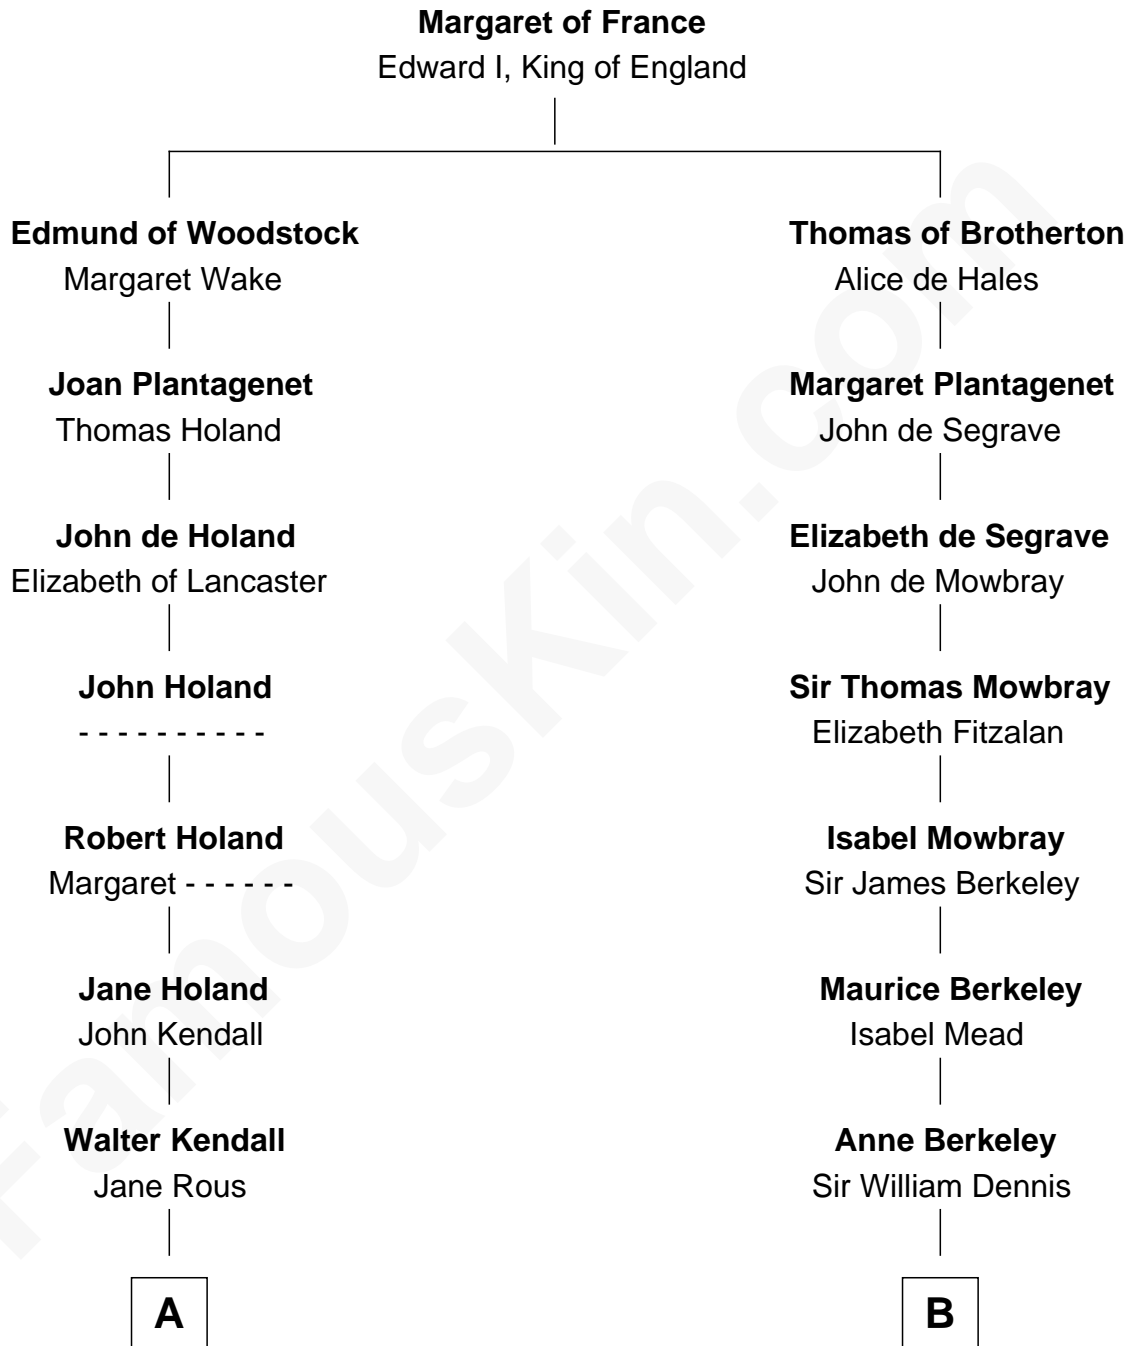 Margaret of France
Edward I, King of England
Edmund of Woodstock
Margaret Wake
Thomas of Brotherton
Alice de Hales
Joan Plantagenet
Thomas Holand
Margaret Plantagenet
John de Segrave
John de Holand
Elizabeth of Lancaster
Elizabeth de Segrave
John de Mowbray
John Holand
- - - - - - - - - -
Sir Thomas Mowbray
Elizabeth Fitzalan
Robert Holand
Margaret - - - - - -
Isabel Mowbray
Sir James Berkeley
Jane Holand
John Kendall
Maurice Berkeley
Isabel Mead
Walter Kendall
Jane Rous
Anne Berkeley
Sir William Dennis
A
B
FamousKin.com